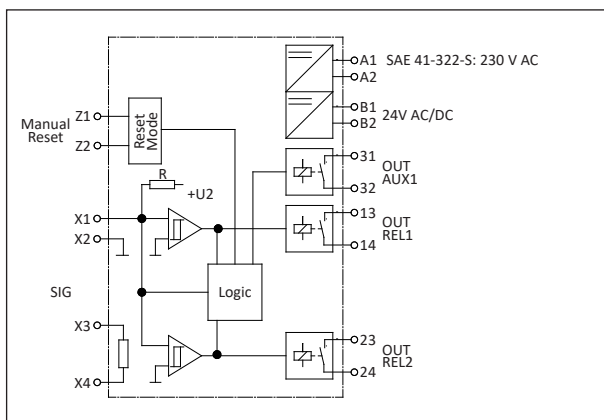 A1 SAE 41-322-S: 230 V AC
A2
B1
24V AC/DC
B2
Manual
Reset
Z1
Z2
Reset
Mode
31
OUT
AUX1
32
R
+U2
X1
X2
13
OUT
REL1
14
SIG
Logic
X3
X4
23
OUT
REL2
24